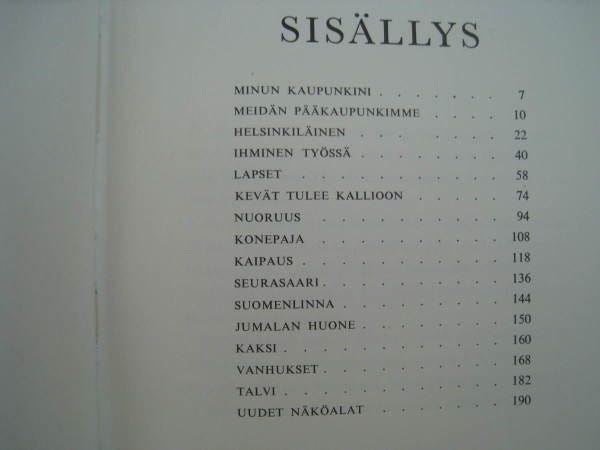 SISÄLLYS
MINUN KAUPUNKINI . . . . . . . 7
MEIDÄN PÄÄKAUPUNKIMME . . . . 10
HELSINKILÄINEN . . . . . . . . 22
IHMINEN TYÖSSÄ . . . . . . . . 40
LAPSET . . . . . . . . . . 58
KEVÄT TULEE KALLIOON . . . . . 74
NUORUUS . . . . . . . . . 94
KONEPAJA . . . . . . . . . 108
KAIPAUS . . . . . . . . . . 118
SEURASAARI . . . . . . . . . 136
SUOMENLINNA . . . . . . . . 144
JUMALAN HUONE . . . . . . . 150
KAKSI . . . . . . . . . . . 160
VANHUKSET . . . . . . . . . 168
TALVI . . . . . . . . . . . 182
UUDET NÄKÖALAT . . . . . . . 190